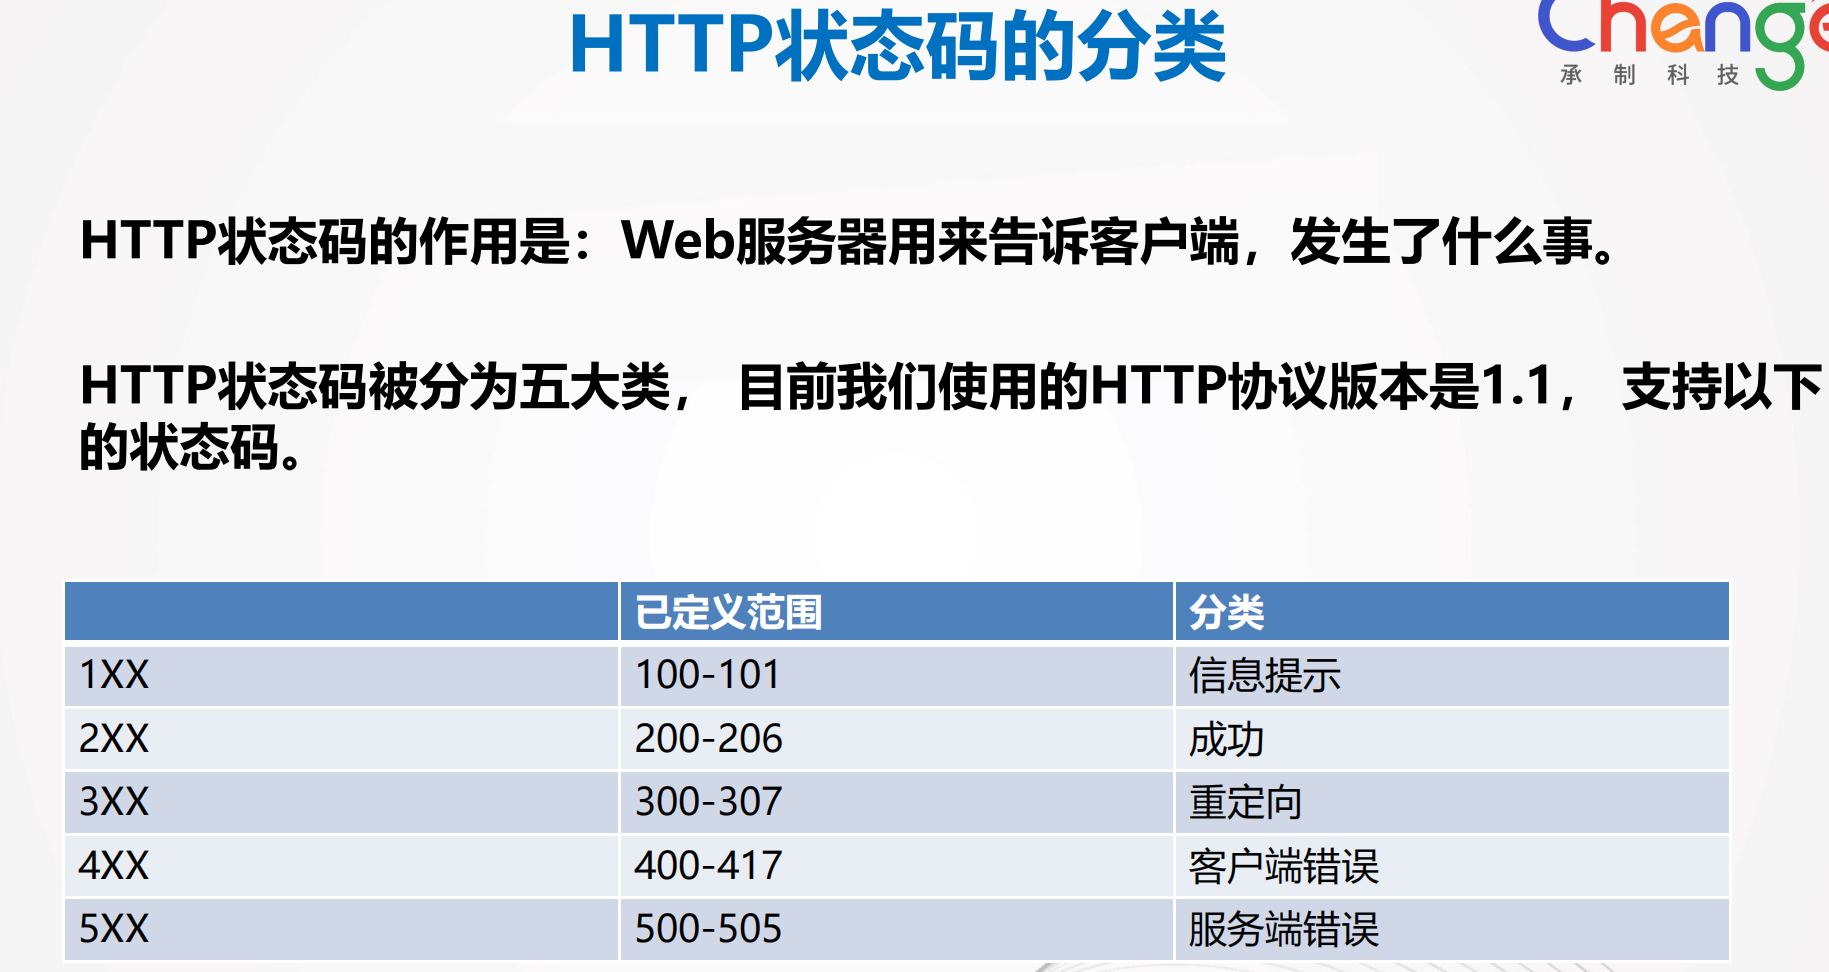 HTTP状态码的分类
Change
承制科技
HTTP状态码的作用是：Web服务器用来告诉客户端，发生了什么事。
HTTP状态码被分为五大类， 目前我们使用的HTTP协议版本是1.1， 支持以下
的状态码。
已定义范围 分类
1XX 100-101 信息提示
2XX 200-206 成功
3XX 300-307 重定向
4XX 400-417 客户端错误
5XX 500-505 服务端错误